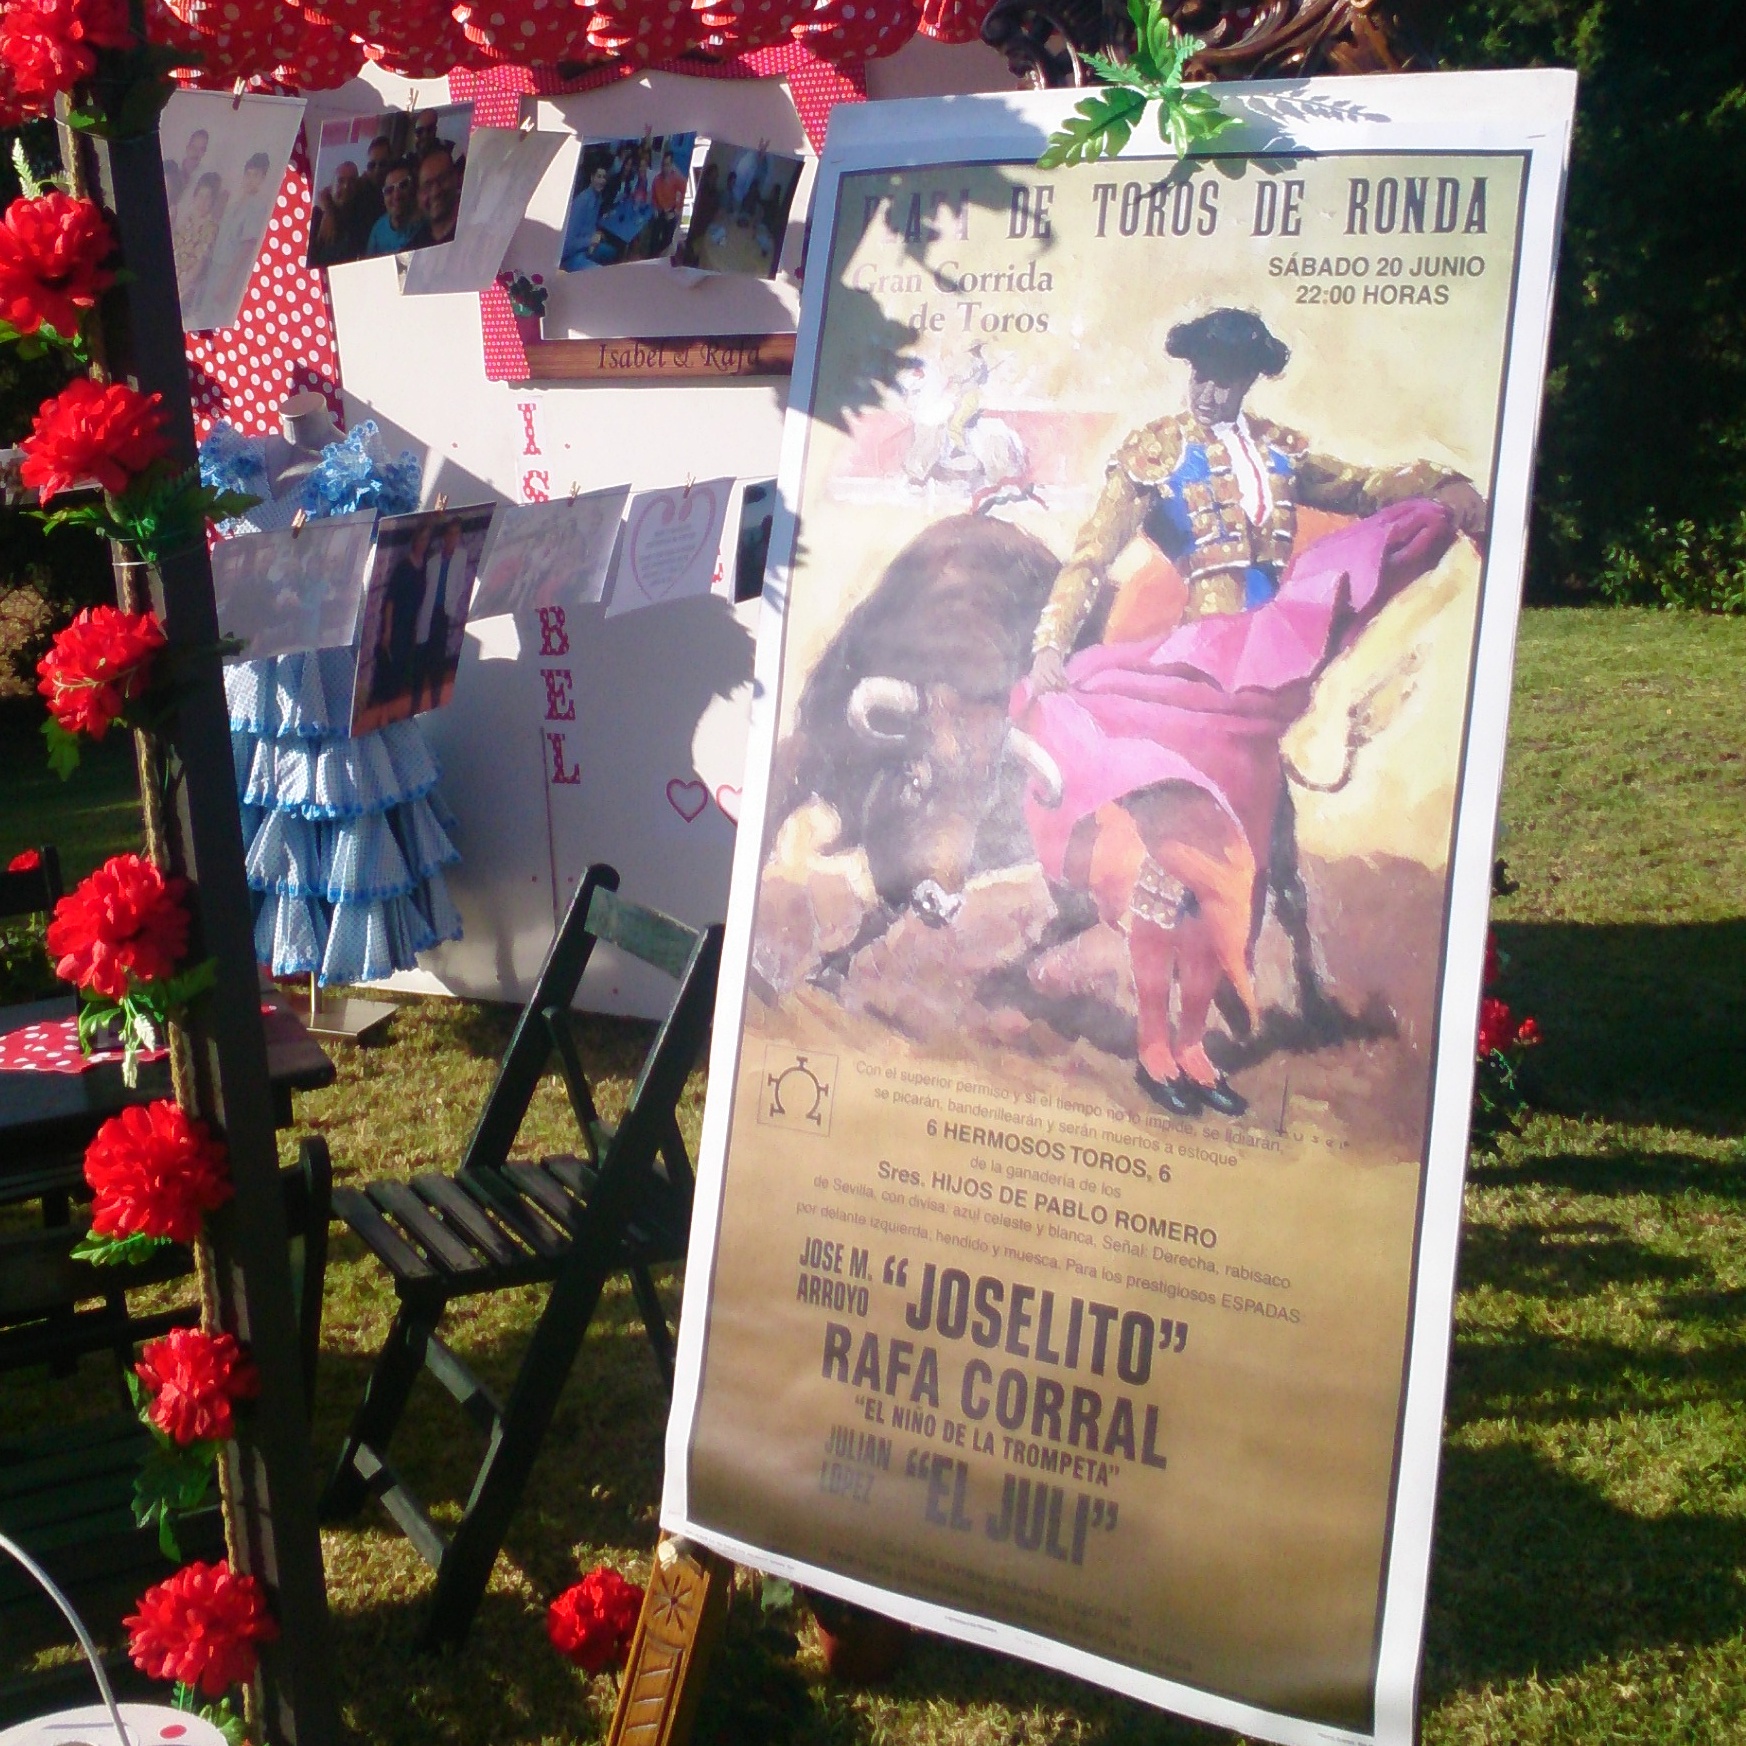 PLAZA DE TOROS DE RONDA
Gran Corrida
de Toros
SÁBADO 20 JUNIO
22:00 HORAS
Isabel & Rafa
IS
BEL
Con el superior permiso y si el tiempo no lo impide, se lidiarán,
se picarán, banderillearán y serán muertos a estoque
6 HERMOSOS TOROS, 6
de la ganadería de los
Sres. HIJOS DE PABLO ROMERO
de Sevilla, con divisa: azul celeste y blanca, Señal: Derecha, rabisaco
por delante izquierda; hendido y muesca. Para los prestigiosos ESPADAS:
JOSE M. ARROYO "JOSELITO"
RAFA CORRAL
"EL NIÑO DE LA TROMPETA"
JULIAN LOPEZ "EL JULI"